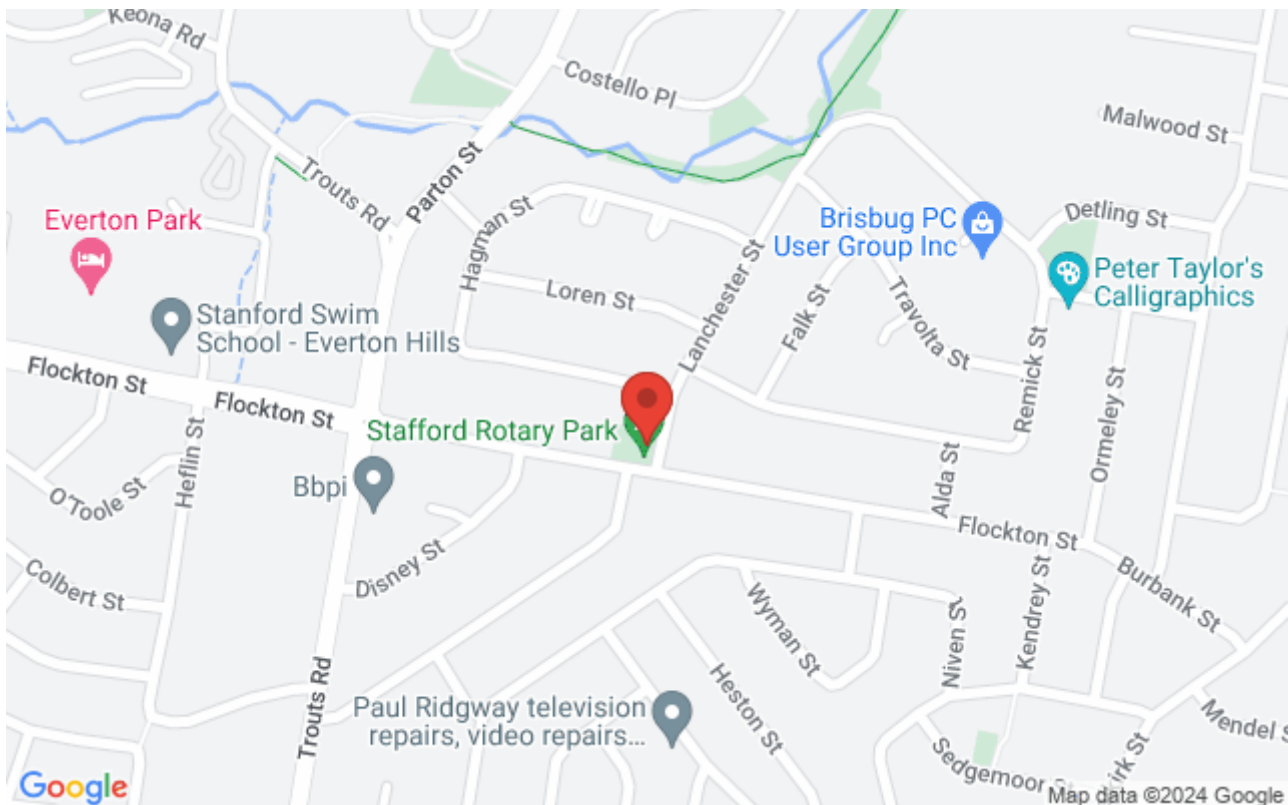 Keona Rd
Costello Pl
Malwood St
Trouts Rd
Parton St
Hagman St
Everton Park
Brisbug PC
User Group Inc
Detling St
Peter Taylor's
Calligraphics
Loren St
Lanchester St
Falk St
Travolta St
Stanford Swim
School - Everton Hills
Remick St
Ormeley St
Flockton St
Flockton St
Stafford Rotary Park
Heflin St
O'Toole St
Bbpi
Alda St
Flockton St
Burbank St
Disney St
Colbert St
Wyman St
Niven St
Kendrey St
Trouts Rd
Heston St
Paul Ridgway television
repairs, video repairs...
Mendel S
Sedgemoor St
Kirk St
Google
Map data ©2024 Google